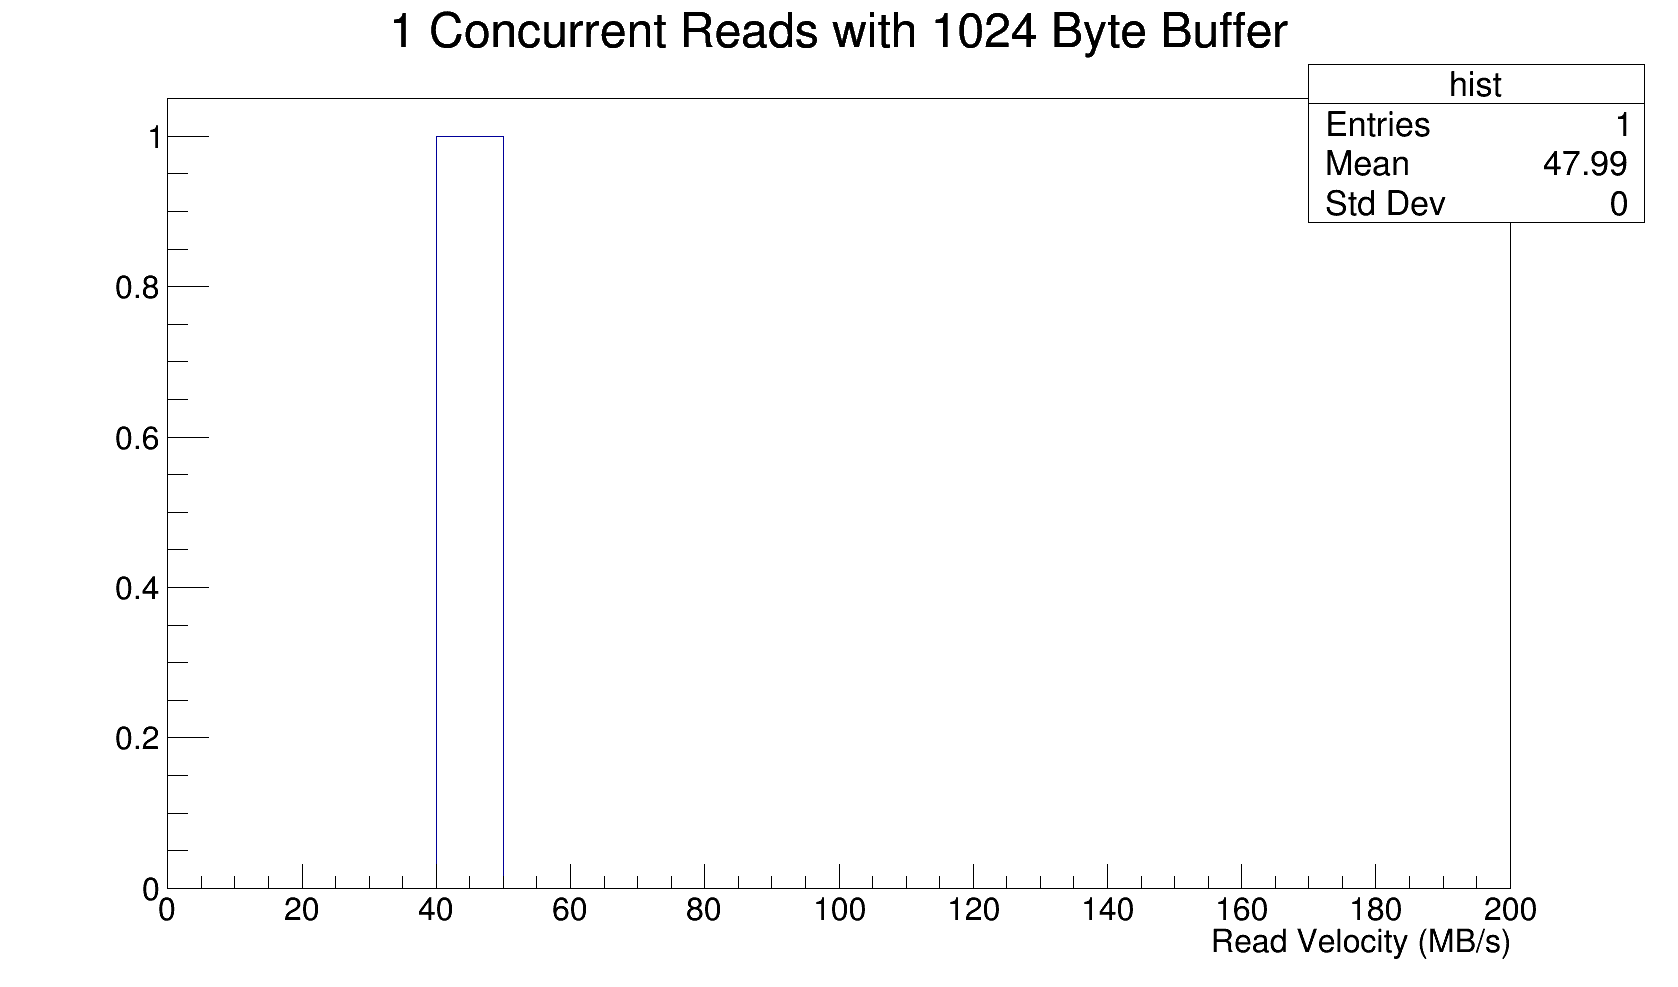 1 Concurrent Reads with 1024 Byte Buffer
hist
Entries 1
Mean 47.99
Std Dev 0
1
0.8
0.6
0.4
0.2
0
0 20 40 60 80 100 120 140 160 180 200
Read Velocity (MB/s)